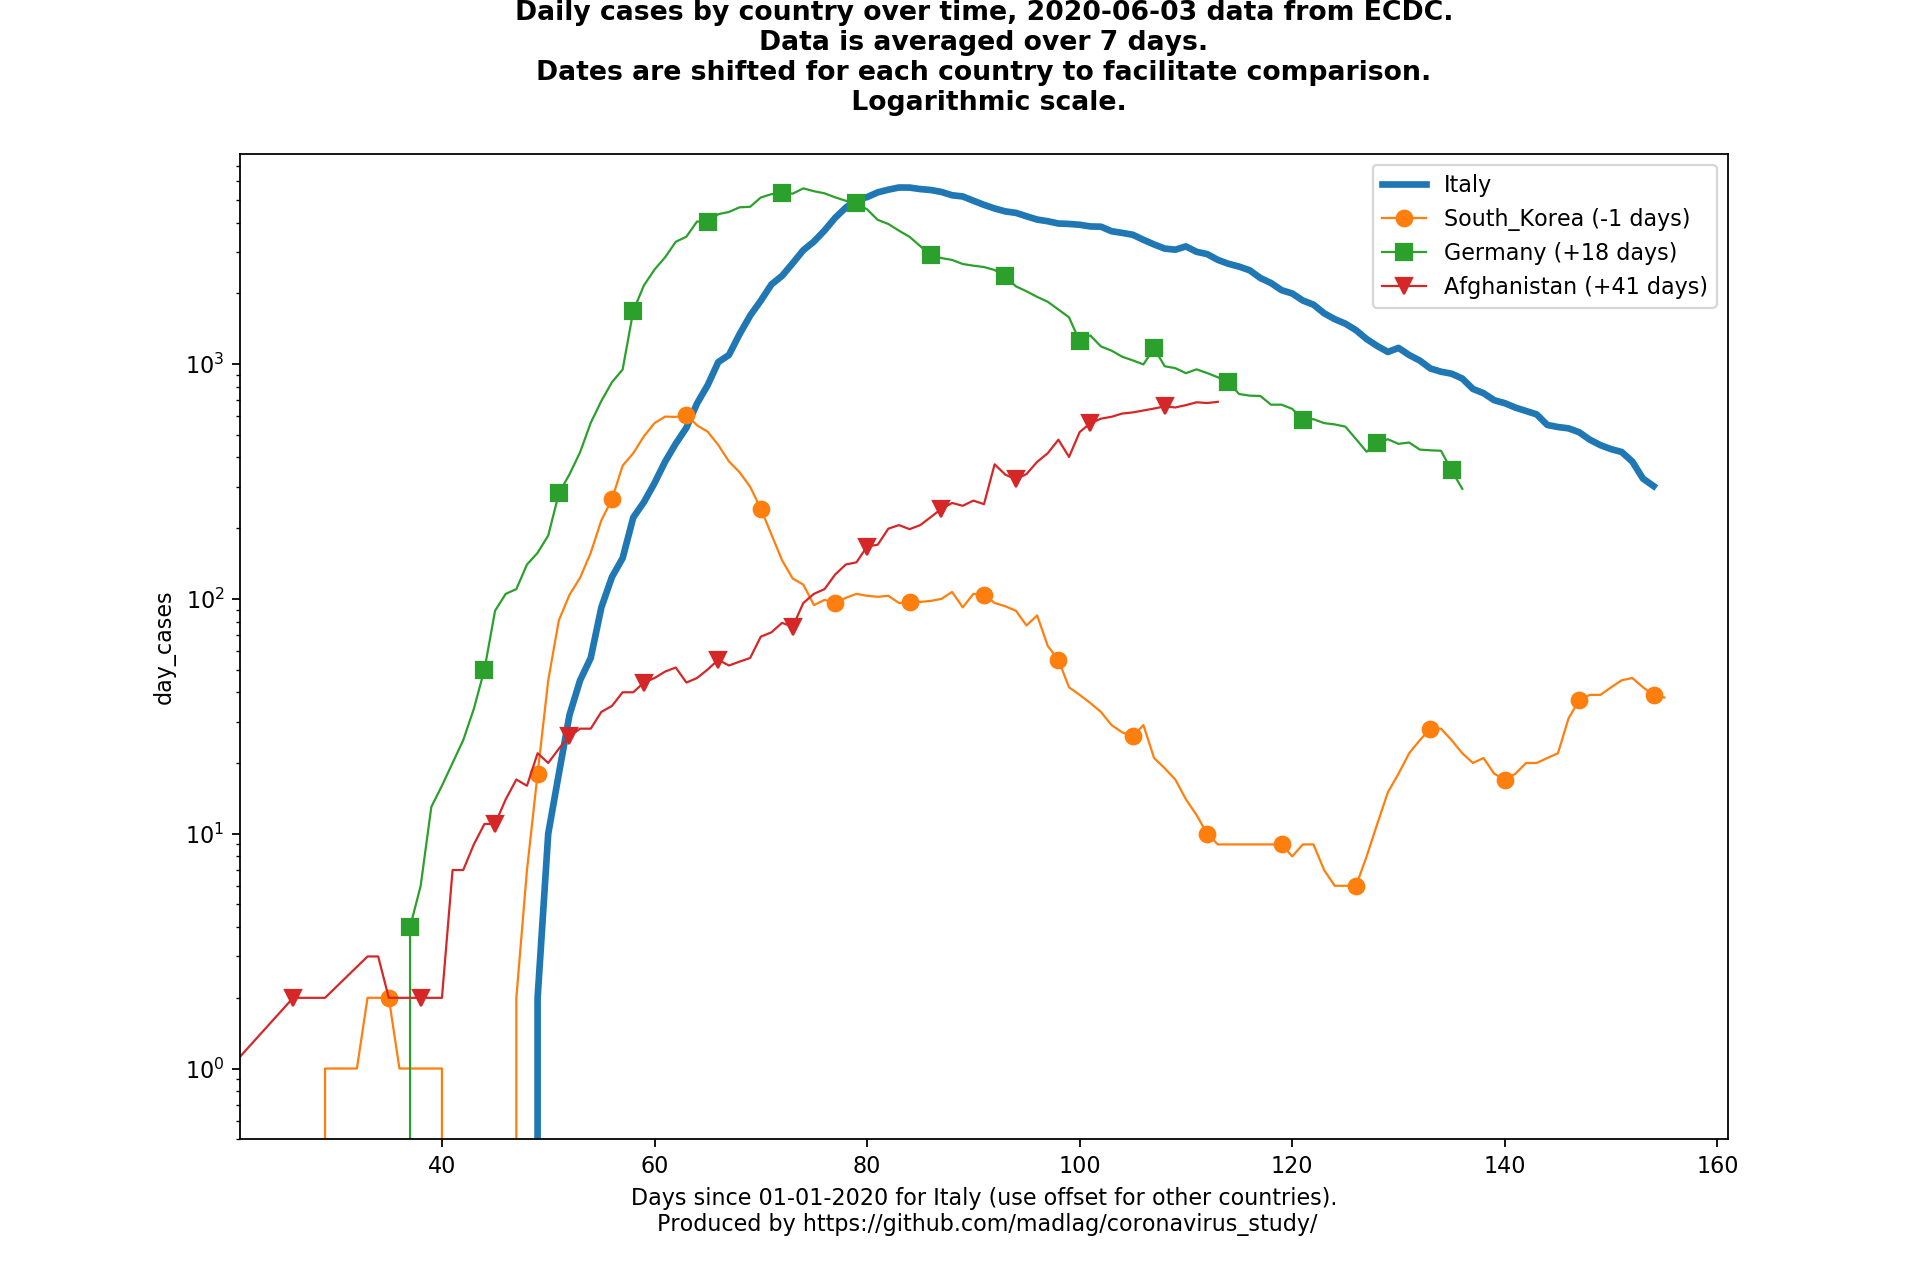 Daily cases by country over time, 2020-06-03 data from ECDC.
Data is averaged over 7 days.
Dates are shifted for each country to facilitate comparison.
Logarithmic scale.
Italy
South_Korea (-1 days)
Germany (+18 days)
Afghanistan (+41 days)
10³
10²
10¹
10⁰
day_cases
40 60 80 100 120 140 160
Days since 01-01-2020 for Italy (use offset for other countries).
Produced by https://github.com/madlag/coronavirus_study/